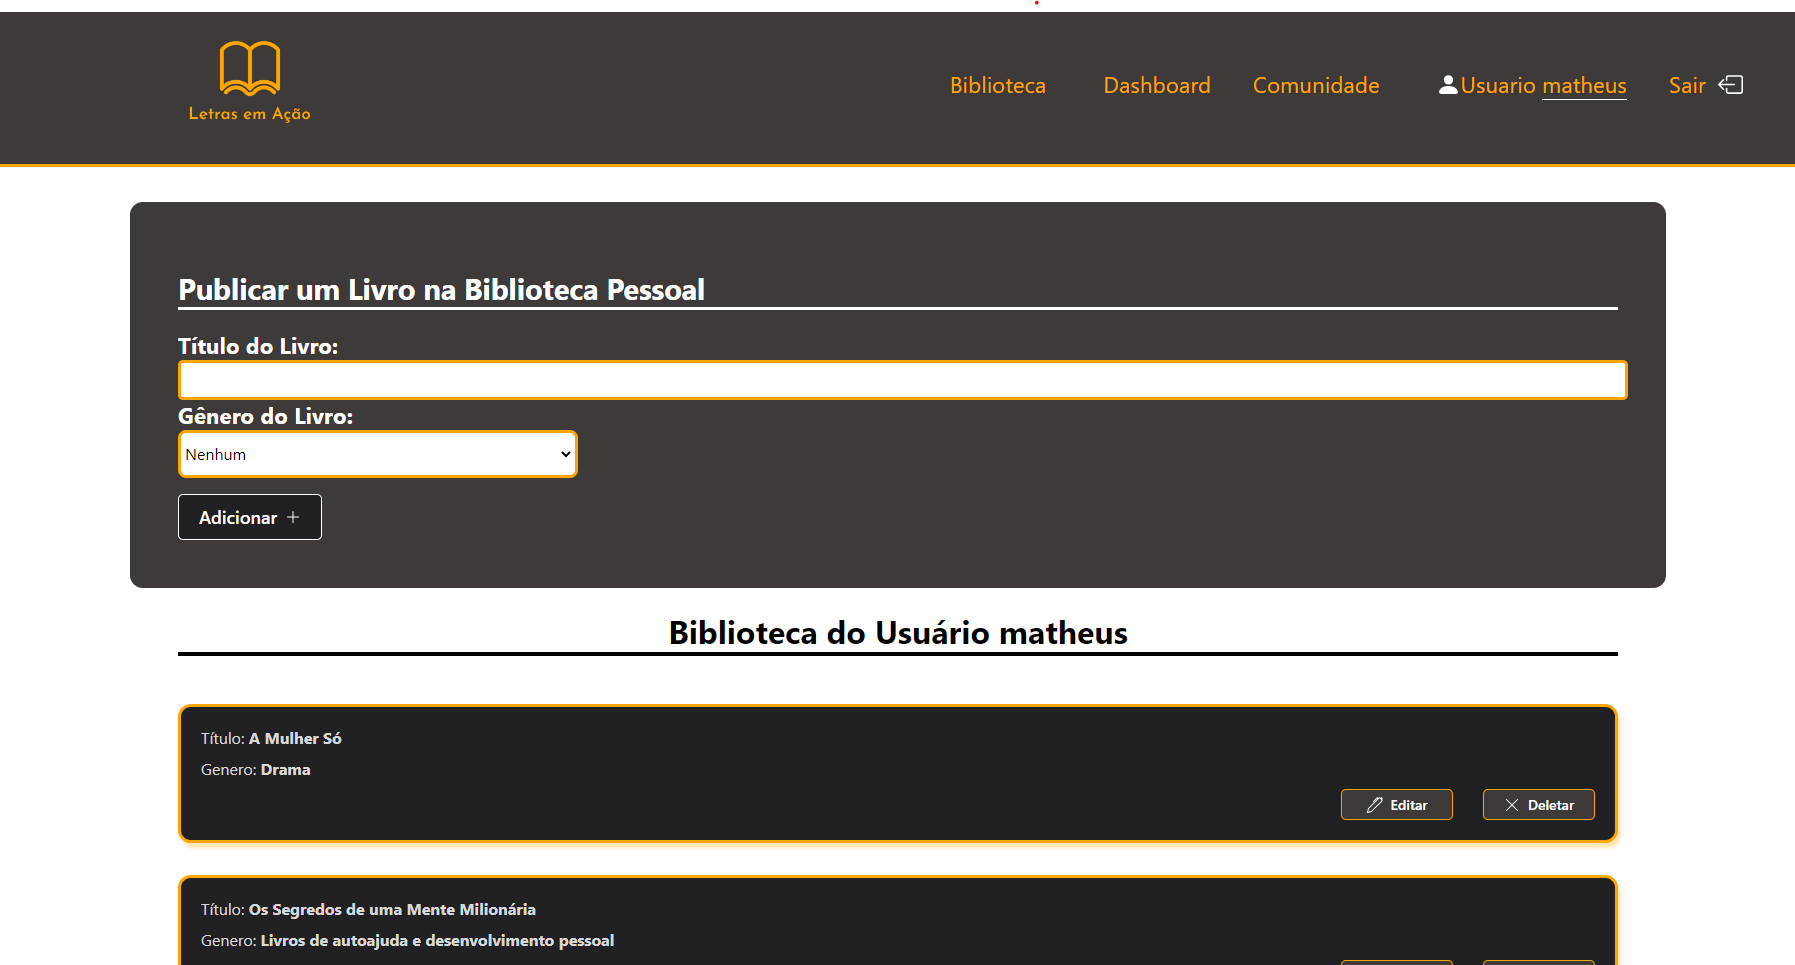 Letras em Ação
Biblioteca Dashboard Comunidade Usuario matheus Sair
Publicar um Livro na Biblioteca Pessoal
Título do Livro:
Gênero do Livro:
Nenhum
Adicionar +
Biblioteca do Usuário matheus
Título: A Mulher Só
Genero: Drama
Editar Deletar
Título: Os Segredos de uma Mente Milionária
Genero: Livros de autoajuda e desenvolvimento pessoal